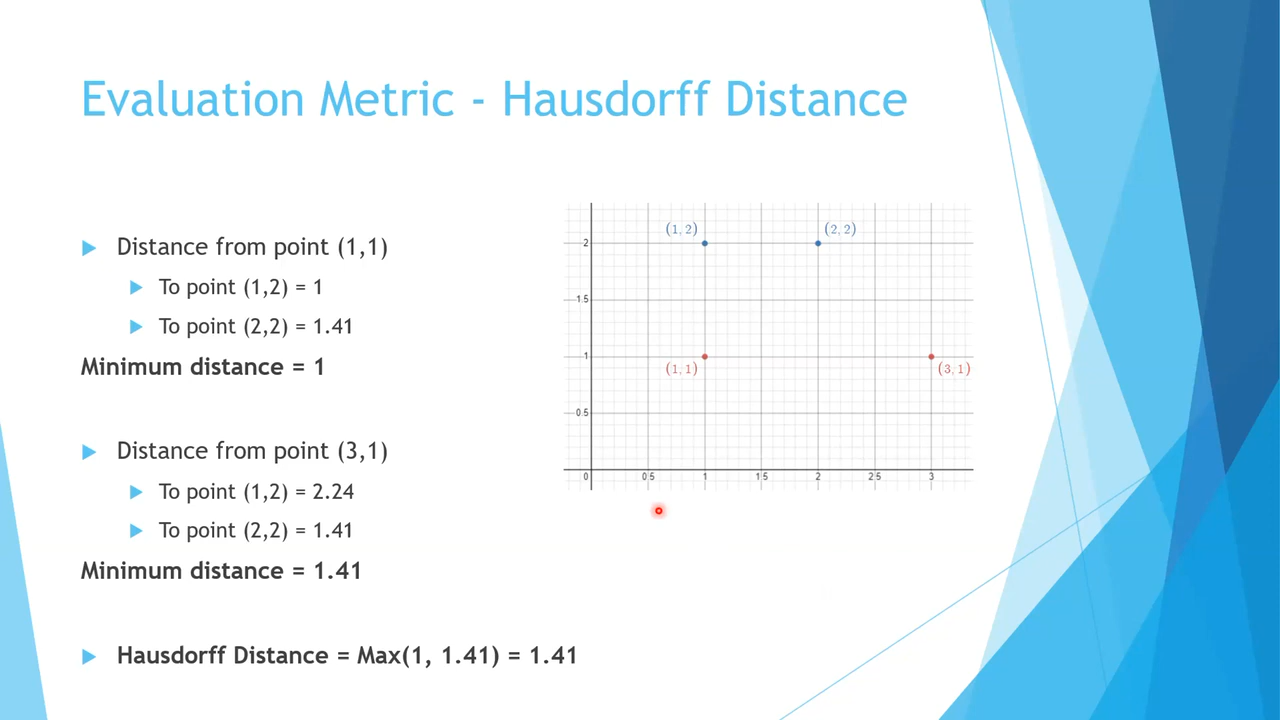 Evaluation Metric - Hausdorff Distance
Distance from point (1,1)
To point (1,2) = 1
To point (2,2) = 1.41
Minimum distance = 1
Distance from point (3,1)
To point (1,2) = 2.24
To point (2,2) = 1.41
Minimum distance = 1.41
Hausdorff Distance = Max(1, 1.41) = 1.41
(1, 2)
(2, 2)
2
1.5
1
(1, 1)
(3, 1)
0.5
0
0.5
1
1.5
2
2.5
3